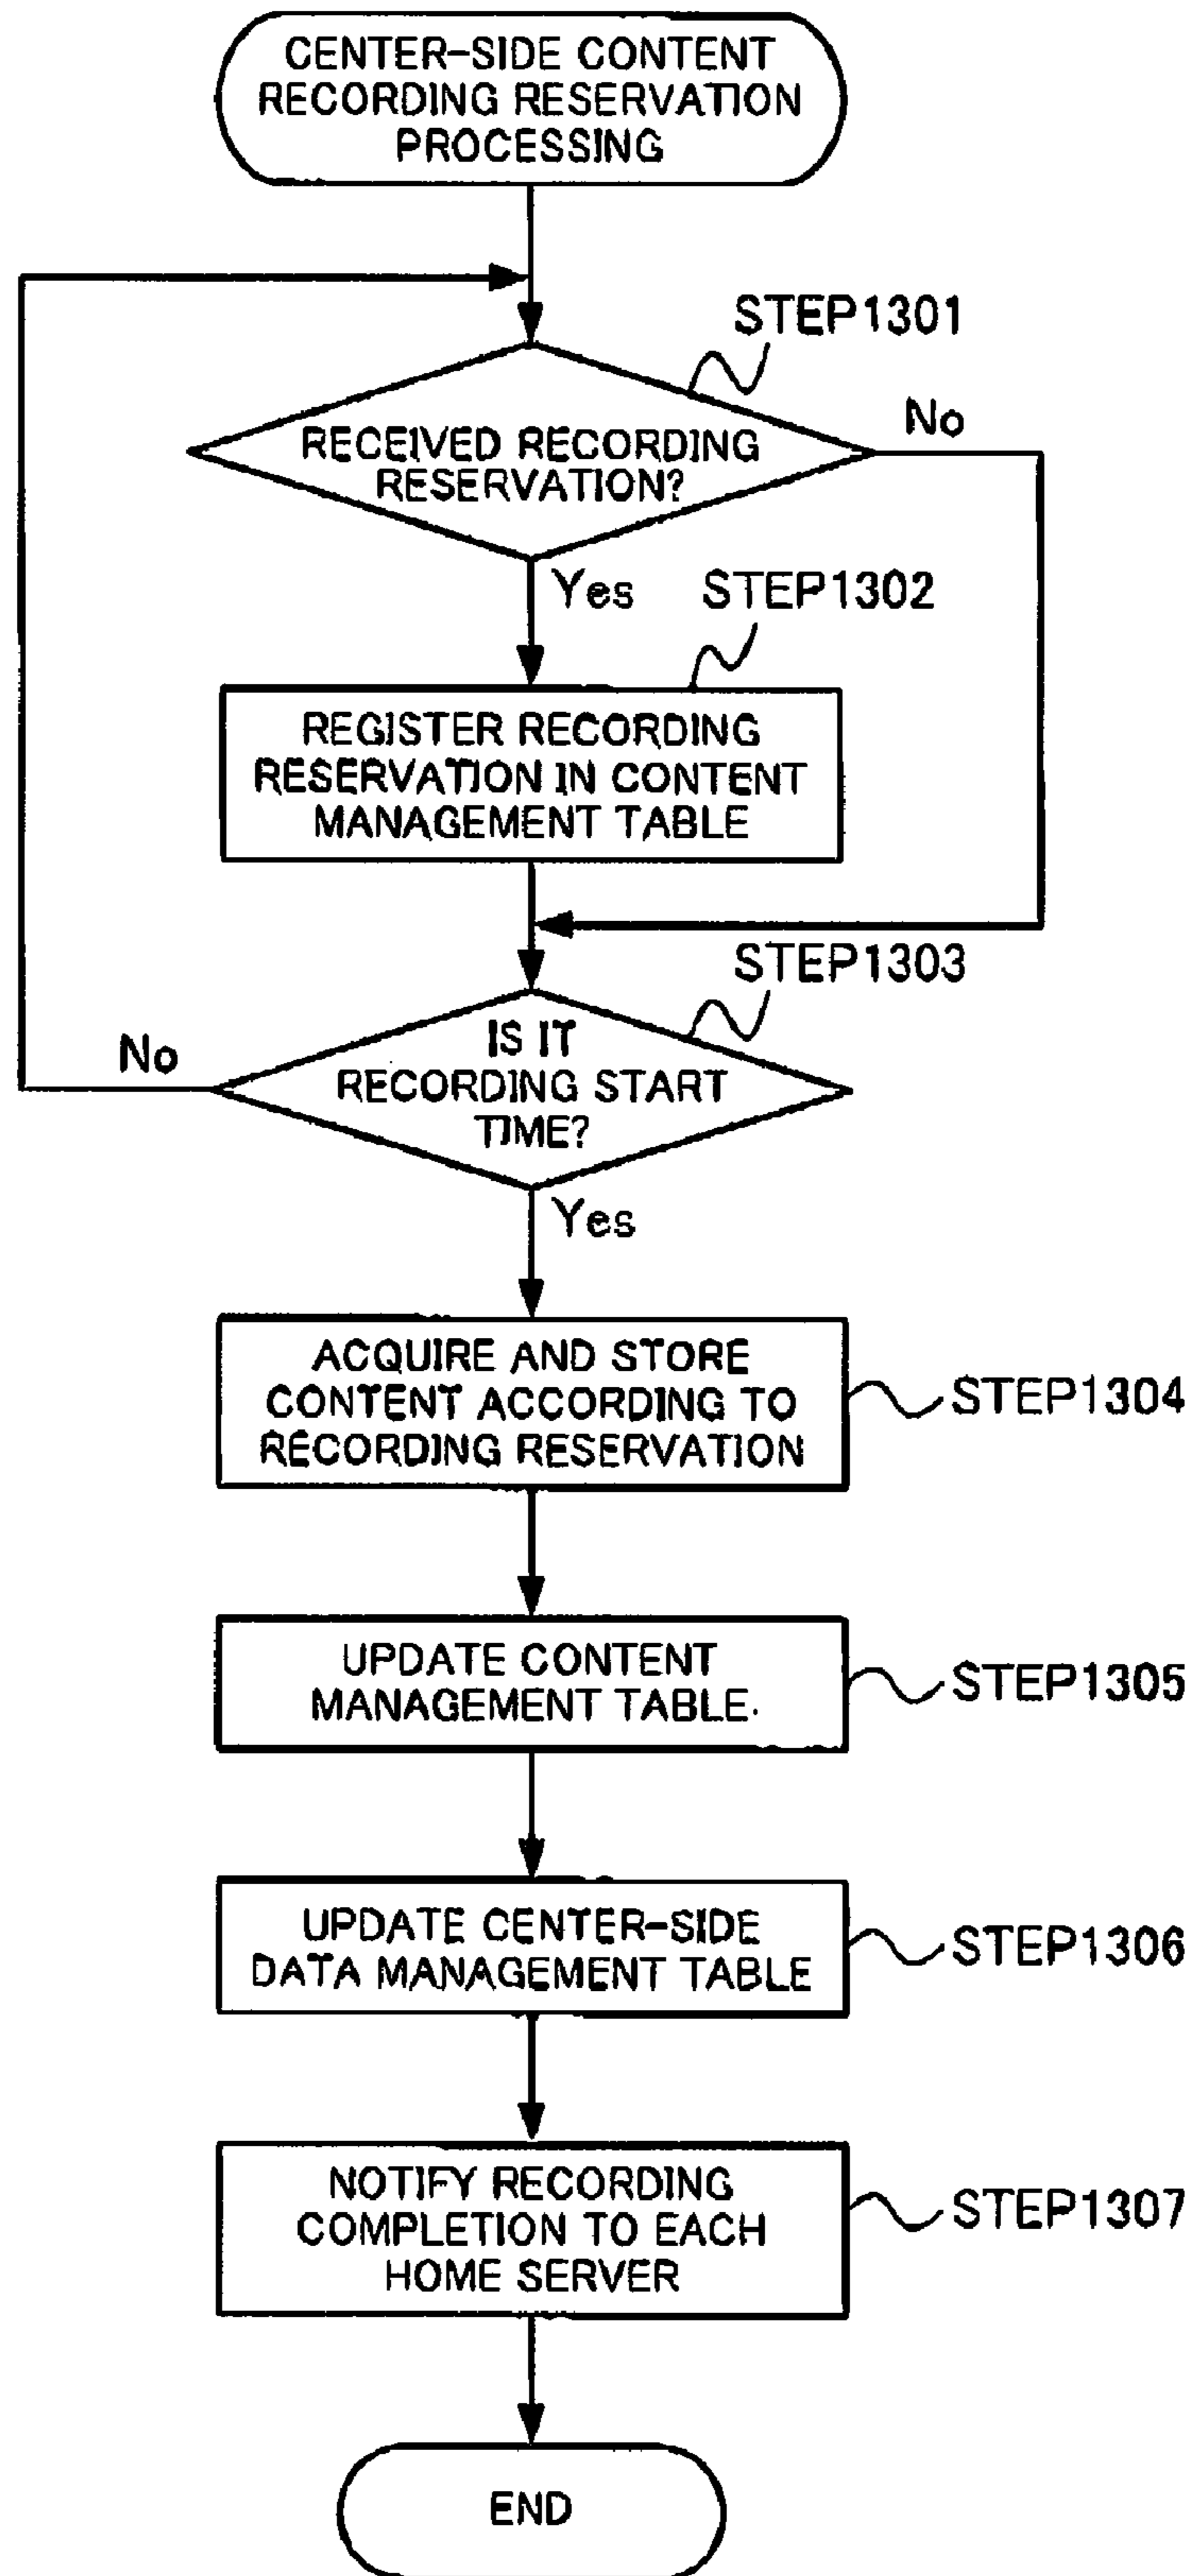 CENTER-SIDE CONTENT
RECORDING RESERVATION
PROCESSING
STEP1301
RECEIVED RECORDING
RESERVATION?
No
Yes
STEP1302
REGISTER RECORDING
RESERVATION IN CONTENT
MANAGEMENT TABLE
STEP1303
IS IT
RECORDING START
TIME?
No
Yes
ACQUIRE AND STORE
CONTENT ACCORDING TO
RECORDING RESERVATION
STEP1304
UPDATE CONTENT
MANAGEMENT TABLE.
STEP1305
UPDATE CENTER-SIDE
DATA MANAGEMENT TABLE
STEP1306
NOTIFY RECORDING
COMPLETION TO EACH
HOME SERVER
STEP1307
END